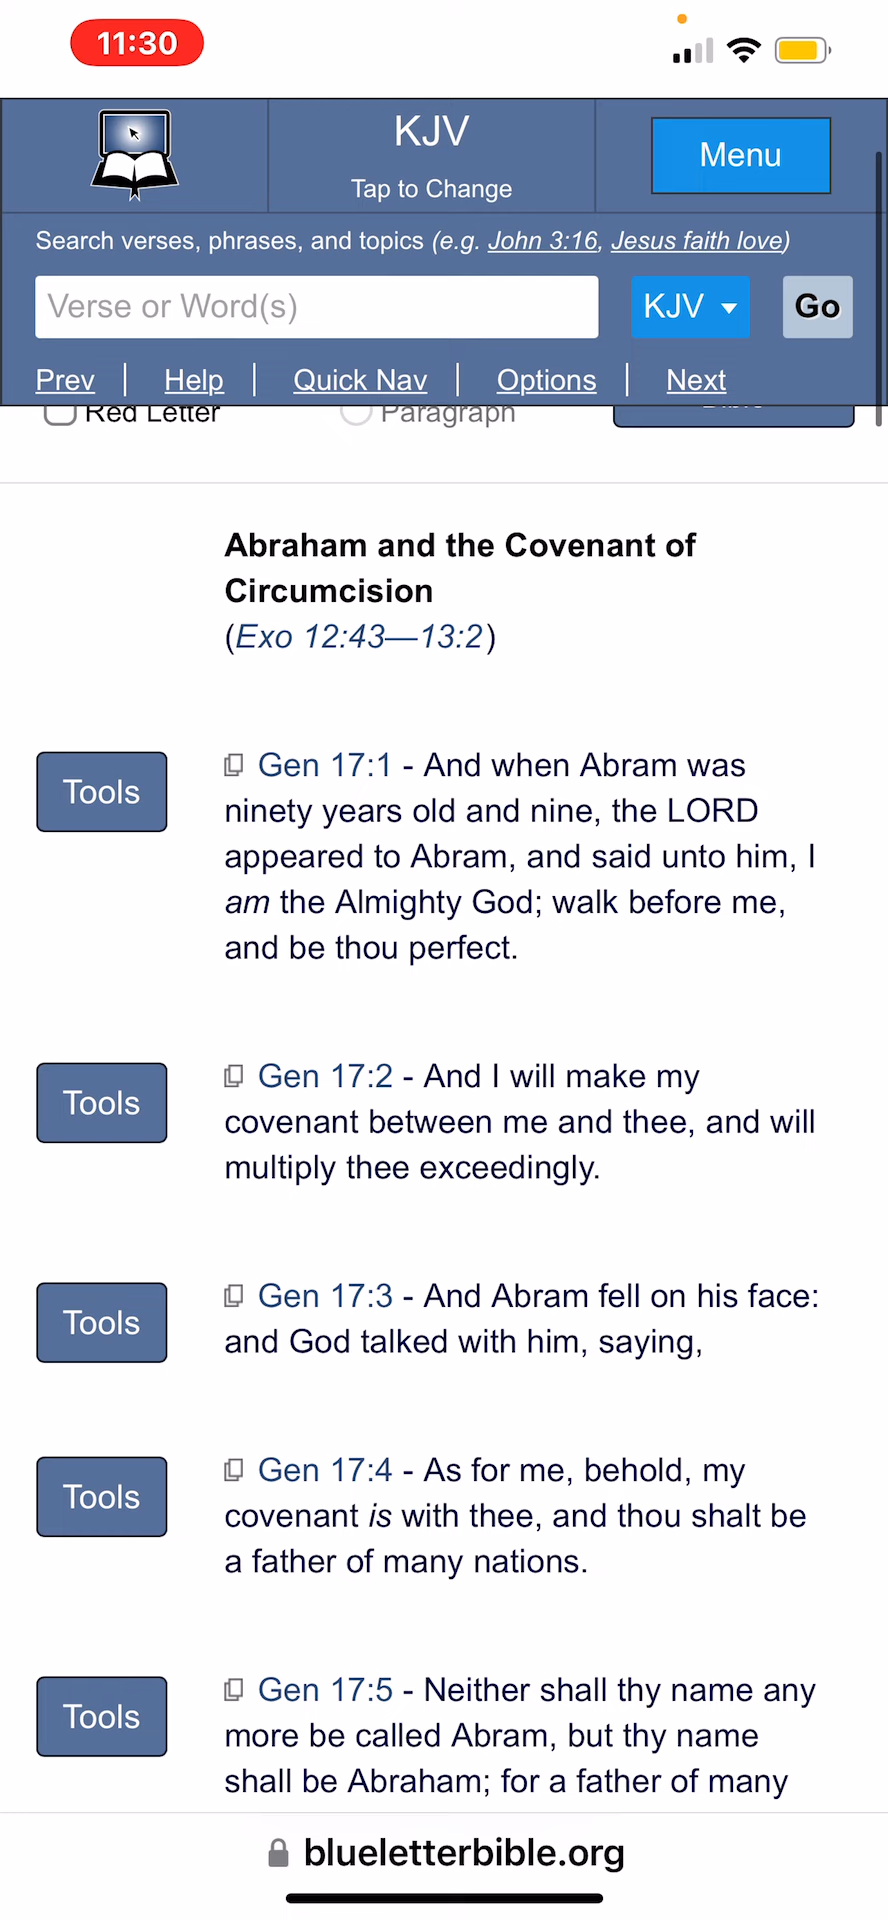 11:30
KJV
Tap to Change
Menu
Search verses, phrases, and topics (e.g. John 3:16, Jesus faith love)
Verse or Word(s)
KJV
Go
Prev | Help | Quick Nav | Options | Next
Red Letter
Paragraph
Bible
Abraham and the Covenant of
Circumcision
(Exo 12:43—13:2)
Tools
Gen 17:1 - And when Abram was
ninety years old and nine, the LORD
appeared to Abram, and said unto him, I
am the Almighty God; walk before me,
and be thou perfect.
Tools
Gen 17:2 - And I will make my
covenant between me and thee, and will
multiply thee exceedingly.
Tools
Gen 17:3 - And Abram fell on his face:
and God talked with him, saying,
Tools
Gen 17:4 - As for me, behold, my
covenant is with thee, and thou shalt be
a father of many nations.
Tools
Gen 17:5 - Neither shall thy name any
more be called Abram, but thy name
shall be Abraham; for a father of many
blueletterbible.org